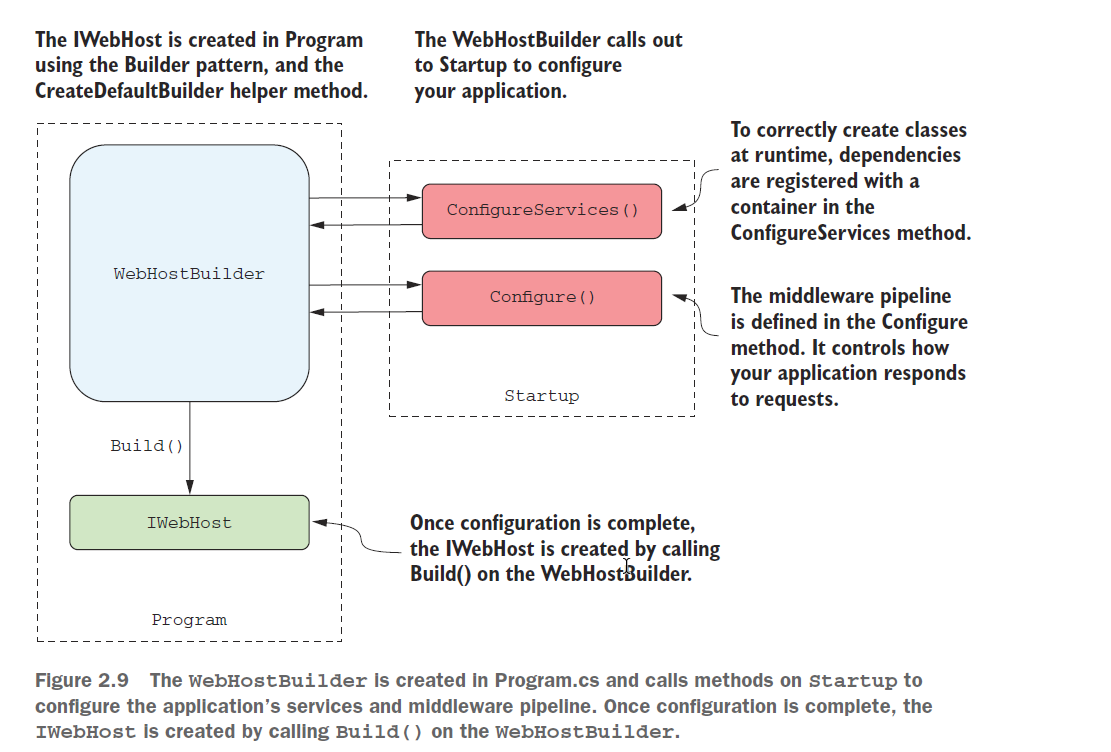 The IWebHost is created in Program
using the Builder pattern, and the
CreateDefaultBuilder helper method.
The WebHostBuilder calls out
to Startup to configure
your application.
To correctly create classes
at runtime, dependencies
are registered with a
container in the
ConfigureServices method.
ConfigureServices()
WebHostBuilder
Configure()
The middleware pipeline
is defined in the Configure
method. It controls how
your application responds
to requests.
Startup
Build()
IWebHost
Once configuration is complete,
the IWebHost is created by calling
Build() on the WebHostBuilder.
Program
Figure 2.9 The WebHostBuilder is created in Program.cs and calls methods on Startup to
configure the application’s services and middleware pipeline. Once configuration is complete, the
IWebHost is created by calling Build() on the WebHostBuilder.